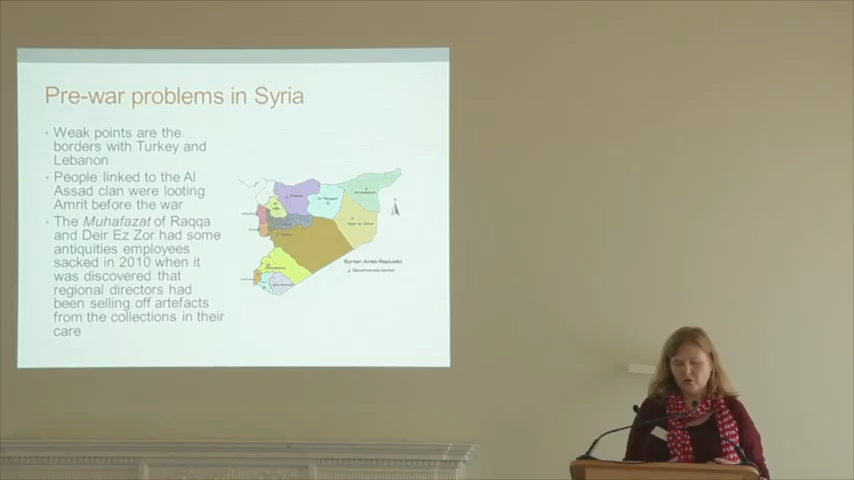 Pre-war problems in Syria
• Weak points are the
borders with Turkey and
Lebanon
• People linked to the Al
Assad clan were looting
Amrit before the war
• The Muhafazat of Raqqa
and Deir Ez Zor had some
antiquities employees
sacked in 2010 when it
was discovered that
regional directors had
been selling off artefacts
from the collections in their
care
Syrian Arab Republic